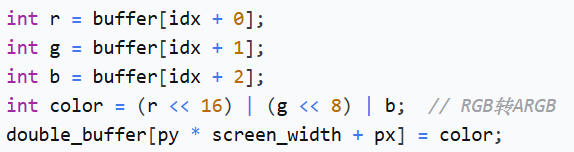 int r = buffer[idx + 0];
int g = buffer[idx + 1];
int b = buffer[idx + 2];
int color = (r << 16) | (g << 8) | b;  // RGB转ARGB
double_buffer[py * screen_width + px] = color;